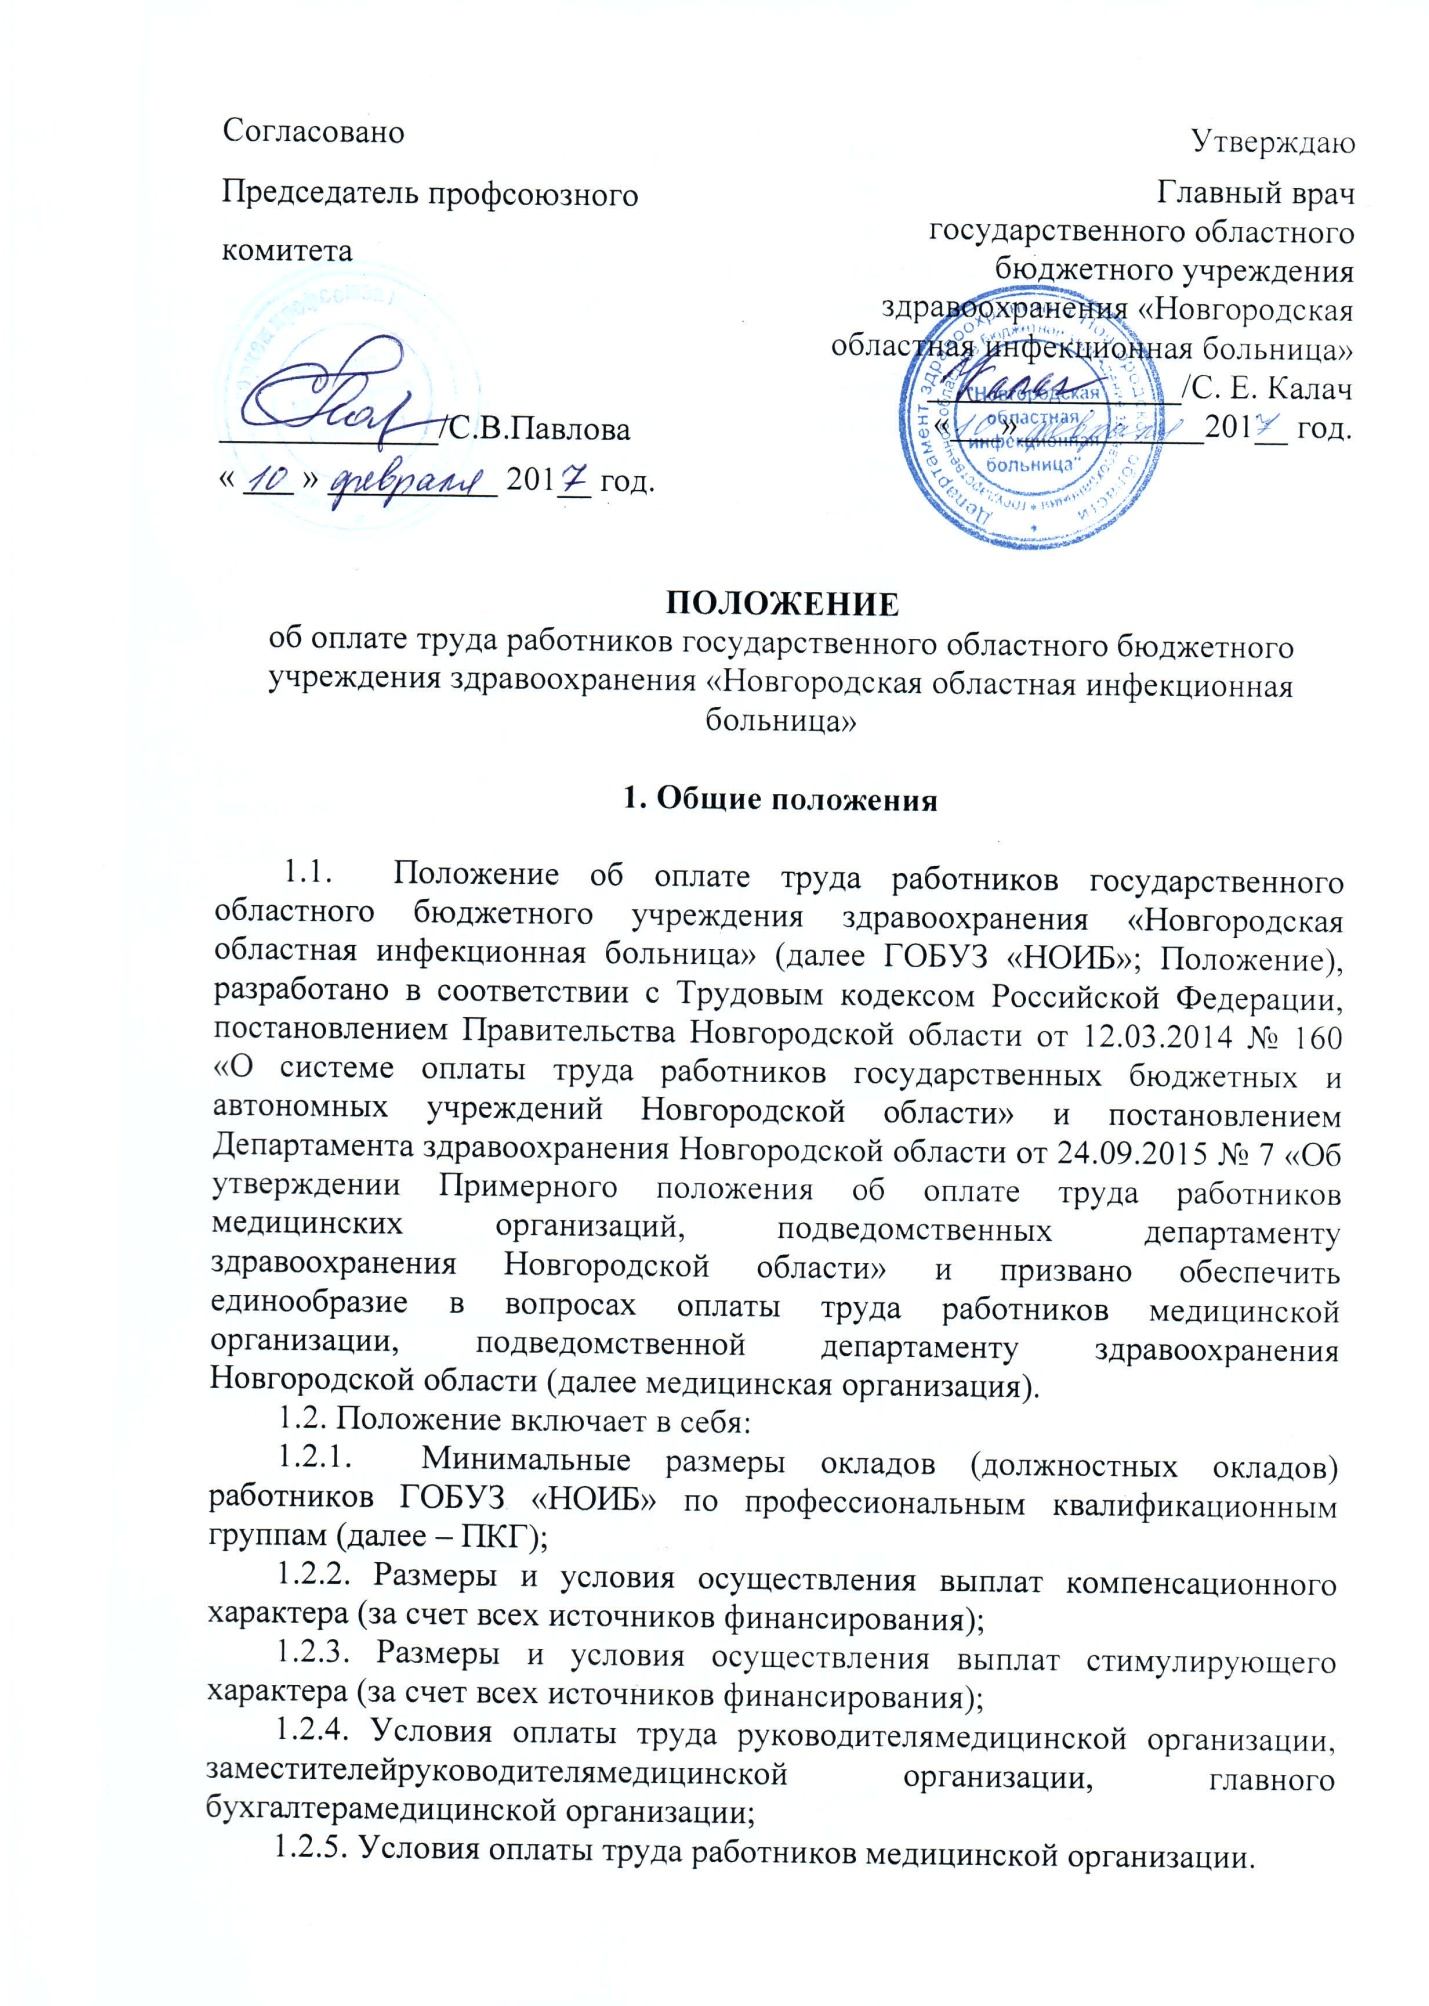 Согласовано
Председатель профсоюзного
комитета
/С.В.Павлова
« 10 » февраля 2017 год.
Утверждаю
Главный врач
государственного областного
бюджетного учреждения
здравоохранения «Новгородская
областная инфекционная больница»
/С. Е. Калач
« 10 » февраля 2017 год.
"Новгородская
областная
инфекционная
больница"
ПОЛОЖЕНИЕ
об оплате труда работников государственного областного бюджетного
учреждения здравоохранения «Новгородская областная инфекционная
больница»
1. Общие положения
1.1. Положение об оплате труда работников государственного
областного бюджетного учреждения здравоохранения «Новгородская
областная инфекционная больница» (далее ГОБУЗ «НОИБ»; Положение),
разработано в соответствии с Трудовым кодексом Российской Федерации,
постановлением Правительства Новгородской области от 12.03.2014 № 160
«О системе оплаты труда работников государственных бюджетных и
автономных учреждений Новгородской области» и постановлением
Департамента здравоохранения Новгородской области от 24.09.2015 № 7 «Об
утверждении Примерного положения об оплате труда работников
медицинских организаций, подведомственных департаменту
здравоохранения Новгородской области» и призвано обеспечить
единообразие в вопросах оплаты труда работников медицинской
организации, подведомственной департаменту здравоохранения
Новгородской области (далее медицинская организация).
1.2. Положение включает в себя:
1.2.1. Минимальные размеры окладов (должностных окладов)
работников ГОБУЗ «НОИБ» по профессиональным квалификационным
группам (далее – ПКГ);
1.2.2. Размеры и условия осуществления выплат компенсационного
характера (за счет всех источников финансирования);
1.2.3. Размеры и условия осуществления выплат стимулирующего
характера (за счет всех источников финансирования);
1.2.4. Условия оплаты труда руководителямедицинской организации,
заместителейруководителямедицинской организации, главного
бухгалтерамедицинской организации;
1.2.5. Условия оплаты труда работников медицинской организации.